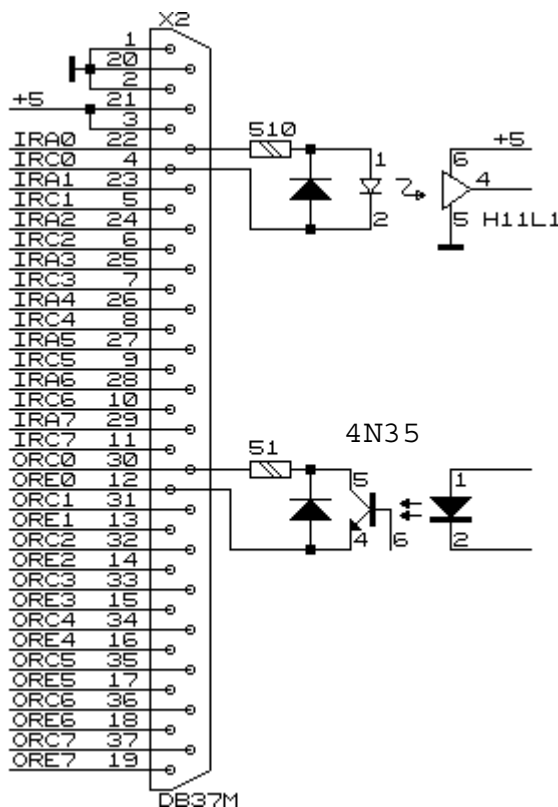 X2
1
20
2
+5 21
3
IRA0 22 510
IRC0 4 1 6 +5
IRA1 23 4
IRC1 5 2 5 H11L1
IRA2 24
IRC2 6
IRA3 25
IRC3 7
IRA4 26
IRC4 8
IRA5 27
IRC5 9
IRA6 28
IRC6 10
IRA7 29 4N35
IRC7 11
ORC0 30 51
ORE0 12 5 1
ORC1 31
ORE1 13 4 6 2
ORC2 32
ORE2 14
ORC3 33
ORE3 15
ORC4 34
ORE4 16
ORC5 35
ORE5 17
ORC6 36
ORE6 18
ORC7 37
ORE7 19
DB37M